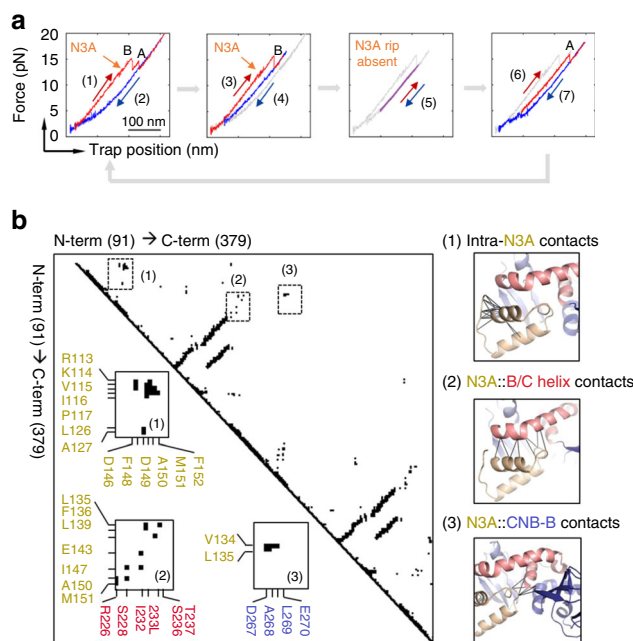 a
Force (pN)
20
15
10
5
0
N3A
B
A
(1)
(2)
100 nm
N3A
B
(3)
(4)
N3A rip
absent
(5)
A
(6)
(7)
Trap position (nm)
b
N-term (91) → C-term (379)
N-term (91) → C-term (379)
(1)
(2)
(3)
R113
K114
V115
I116
P117
L126
A127
(1)
D146
F148
D149
A150
M151
F152
L135
F136
L139
E143
I147
A150
M151
(2)
R226
S228
I232
233L
S236
T237
V134
L135
(3)
D267
A268
L269
E270
(1) Intra-N3A contacts
(2) N3A::B/C helix contacts
(3) N3A::CNB-B contacts